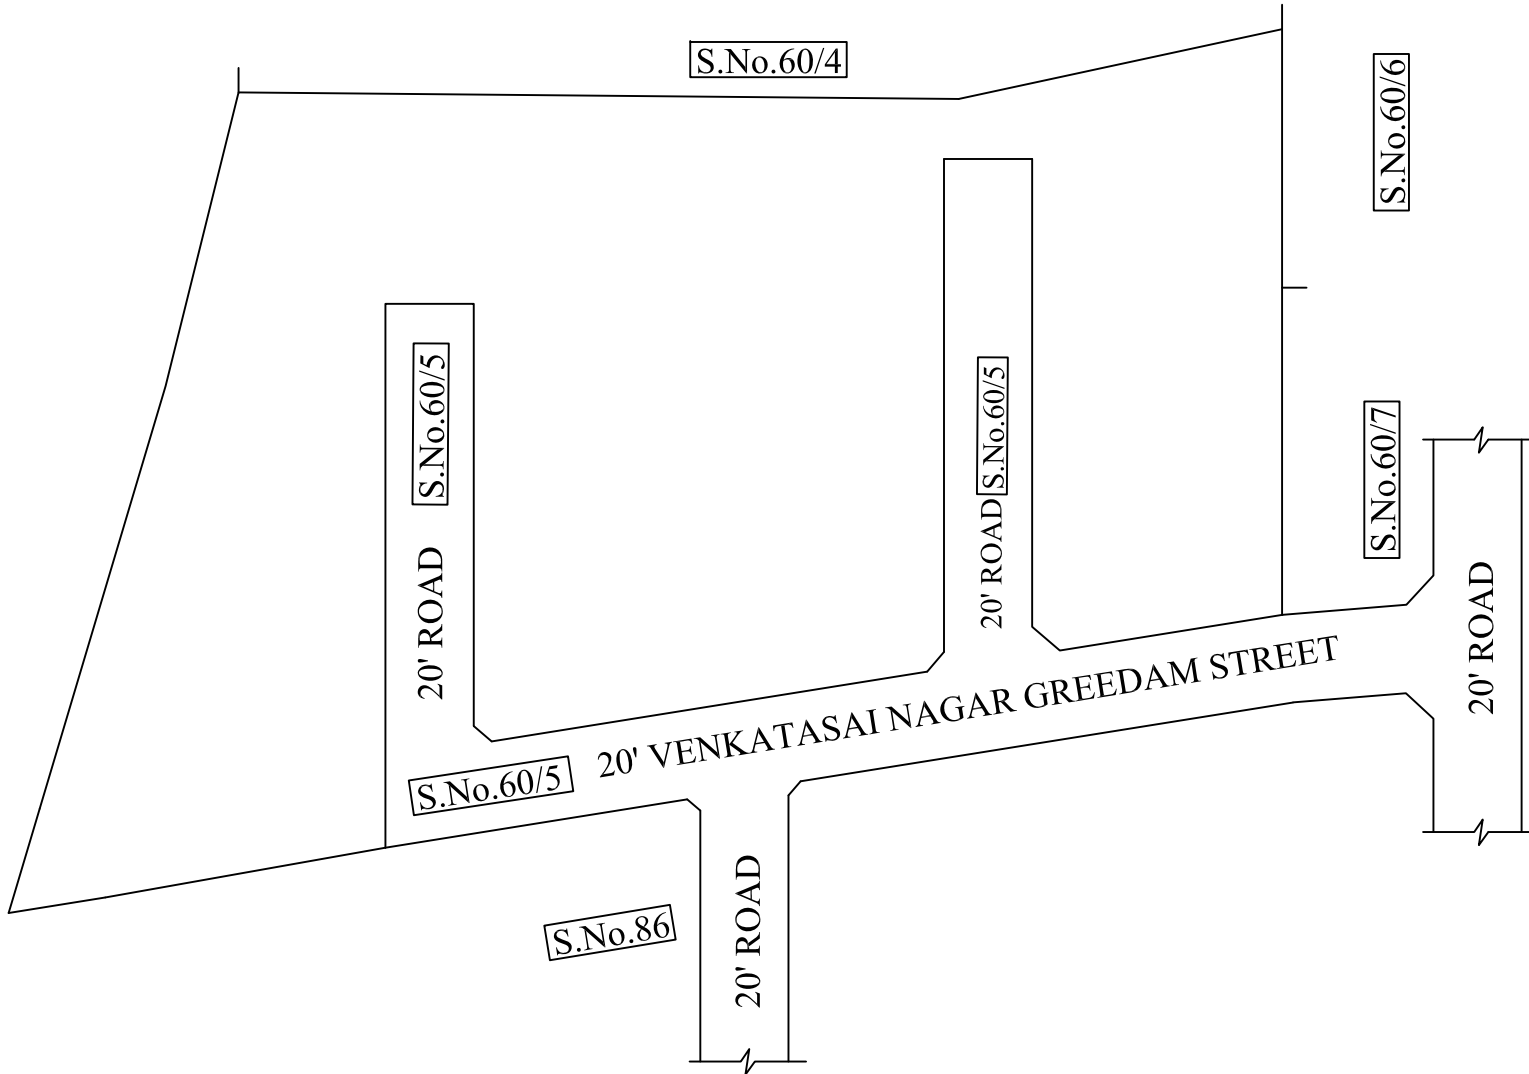 S.No.60/4
S.No.60/6
S.No.60/5
S.No.60/5
S.No.60/7
20' ROAD
20' ROAD
20' ROAD
20' VENKATASAI NAGAR GREEDAM STREET
S.No.60/5
S.No.86
20' ROAD